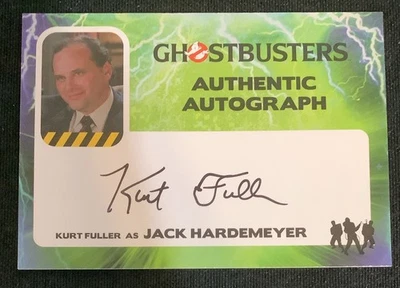 GHOSTBUSTERS
AUTHENTIC
AUTOGRAPH
Kurt Fuller
KURT FULLER AS JACK HARDEMEYER